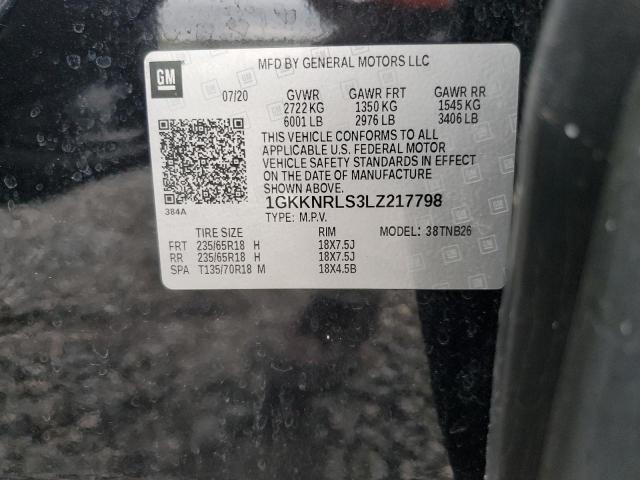 MFD BY GENERAL MOTORS LLC
GM
07/20 GVWR GAWR FRT GAWR RR
2722 KG 1350 KG 1545 KG
6001 LB 2976 LB 3406 LB
THIS VEHICLE CONFORMS TO ALL
APPLICABLE U.S. FEDERAL MOTOR
VEHICLE SAFETY STANDARDS IN EFFECT
ON THE DATE OF MANUFACTURE
SHOWN ABOVE.
384A
1GKKNRLS3LZ217798
TYPE: M.P.V.
TIRE SIZE RIM MODEL: 38TNB26
FRT 235/65R18 H 18X7.5J
RR 235/65R18 H 18X7.5J
SPA T135/70R18 M 18X4.5B